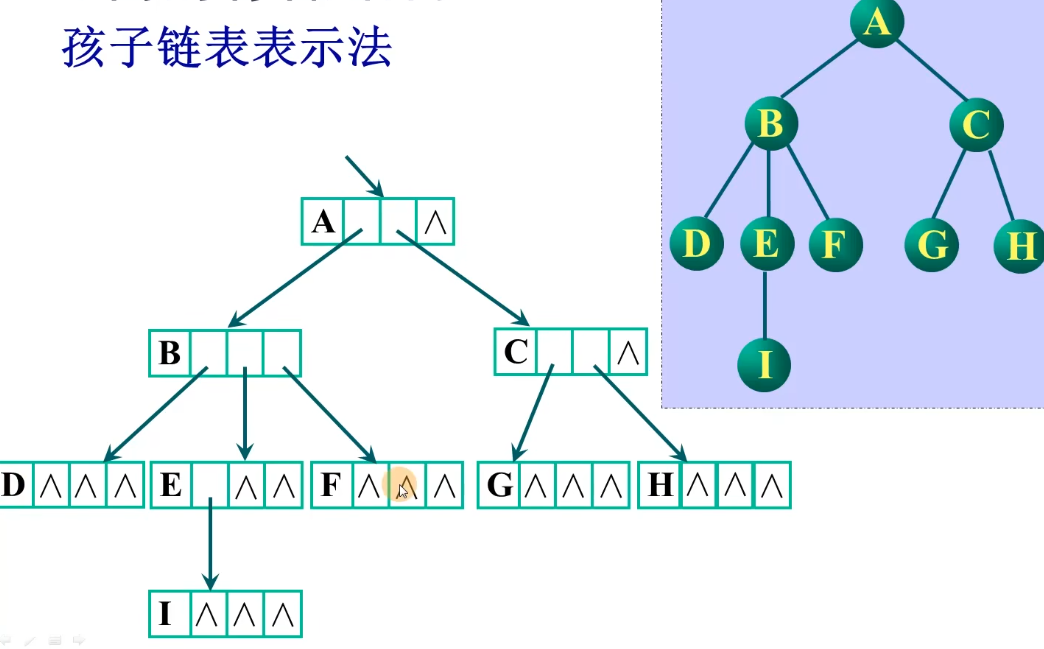 孩子链表表示法
A
B C
D E F G H
I
A ∧
B
C ∧
D ∧ ∧ ∧
E ∧ ∧
F ∧ ∧ ∧
G ∧ ∧ ∧
H ∧ ∧ ∧
I ∧ ∧ ∧